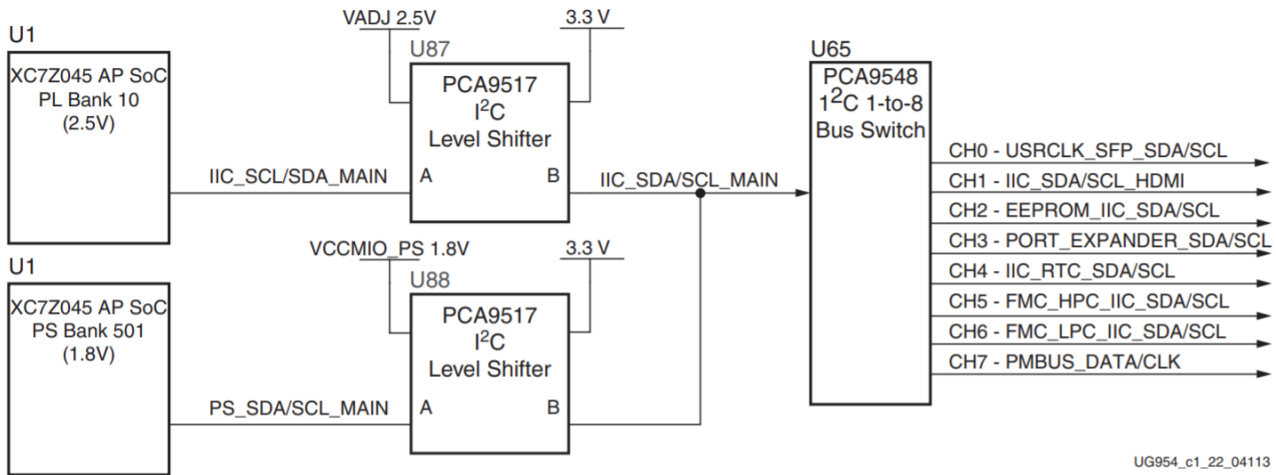 U1
XC7Z045 AP SoC
PL Bank 10
(2.5V)
IIC_SCL/SDA_MAIN
VADJ 2.5V
3.3 V
U87
PCA9517
I²C
Level Shifter
A
B
IIC_SDA/SCL_MAIN
U1
XC7Z045 AP SoC
PS Bank 501
(1.8V)
PS_SDA/SCL_MAIN
VCCMIO_PS 1.8V
3.3 V
U88
PCA9517
I²C
Level Shifter
A
B
U65
PCA9548
1²C 1-to-8
Bus Switch
CH0 - USRCLK_SFP_SDA/SCL
CH1 - IIC_SDA/SCL_HDMI
CH2 - EEPROM_IIC_SDA/SCL
CH3 - PORT_EXPANDER_SDA/SCL
CH4 - IIC_RTC_SDA/SCL
CH5 - FMC_HPC_IIC_SDA/SCL
CH6 - FMC_LPC_IIC_SDA/SCL
CH7 - PMBUS_DATA/CLK
UG954_c1_22_04113